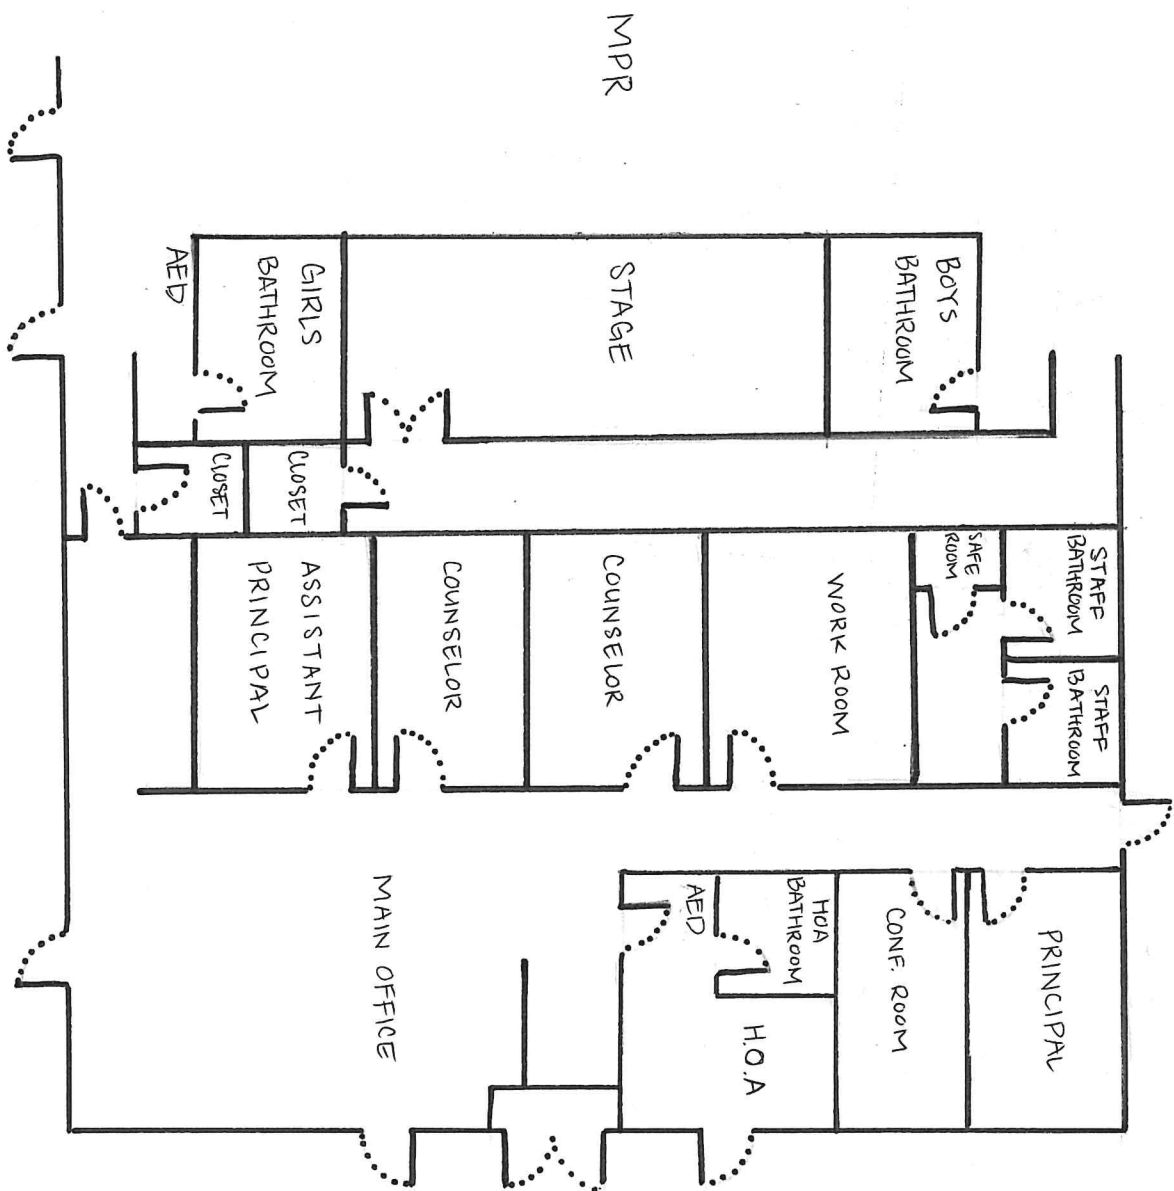 STAFF
BATHROOM
STAFF
BATHROOM
PRINCIPAL
BOYS
BATHROOM
SAFE
ROOM
CONF. ROOM
WORK ROOM
HOA
BATHROOM
H.O.A
AED
MPR
STAGE
COUNSELOR
COUNSELOR
MAIN OFFICE
GIRLS
BATHROOM
CLOSET
ASSISTANT
PRINCIPAL
CLOSET
AED